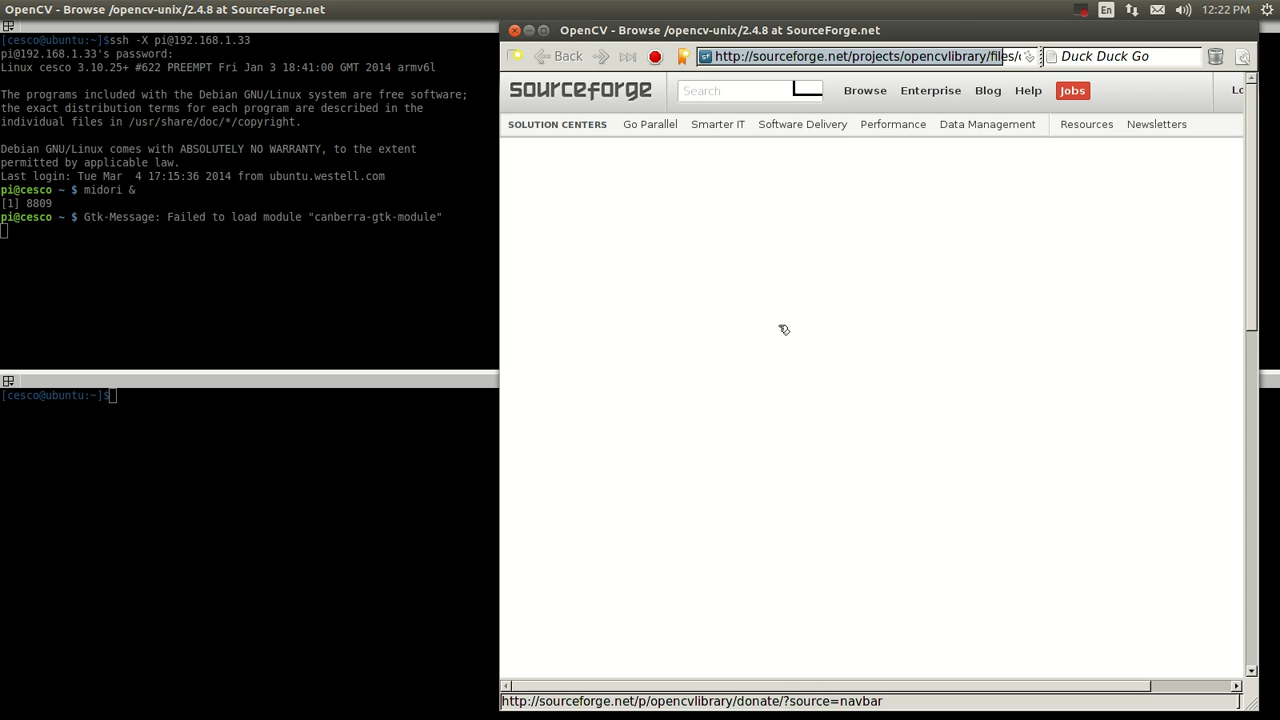 OpenCV - Browse /opencv-unix/2.4.8 at SourceForge.net
En
12:22 PM
[cesco@ubuntu:~]$ssh -X pi@192.168.1.33
pi@192.168.1.33's password:
Linux cesco 3.10.25+ #622 PREEMPT Fri Jan 3 18:41:00 GMT 2014 armv6l
The programs included with the Debian GNU/Linux system are free software;
the exact distribution terms for each program are described in the
individual files in /usr/share/doc/*/copyright.
Debian GNU/Linux comes with ABSOLUTELY NO WARRANTY, to the extent
permitted by applicable law.
Last login: Tue Mar  4 17:15:36 2014 from ubuntu.westell.com
pi@cesco ~ $ midori &
[1] 8809
pi@cesco ~ $ Gtk-Message: Failed to load module "canberra-gtk-module"
[cesco@ubuntu:~]$
OpenCV - Browse /opencv-unix/2.4.8 at SourceForge.net
Back
http://sourceforge.net/projects/opencvlibrary/files/
Duck Duck Go
sourceforge
Search
Browse Enterprise Blog Help Jobs
Lo
SOLUTION CENTERS Go Parallel Smarter IT Software Delivery Performance Data Management Resources Newsletters
http://sourceforge.net/p/opencvlibrary/donate/?source=navbar